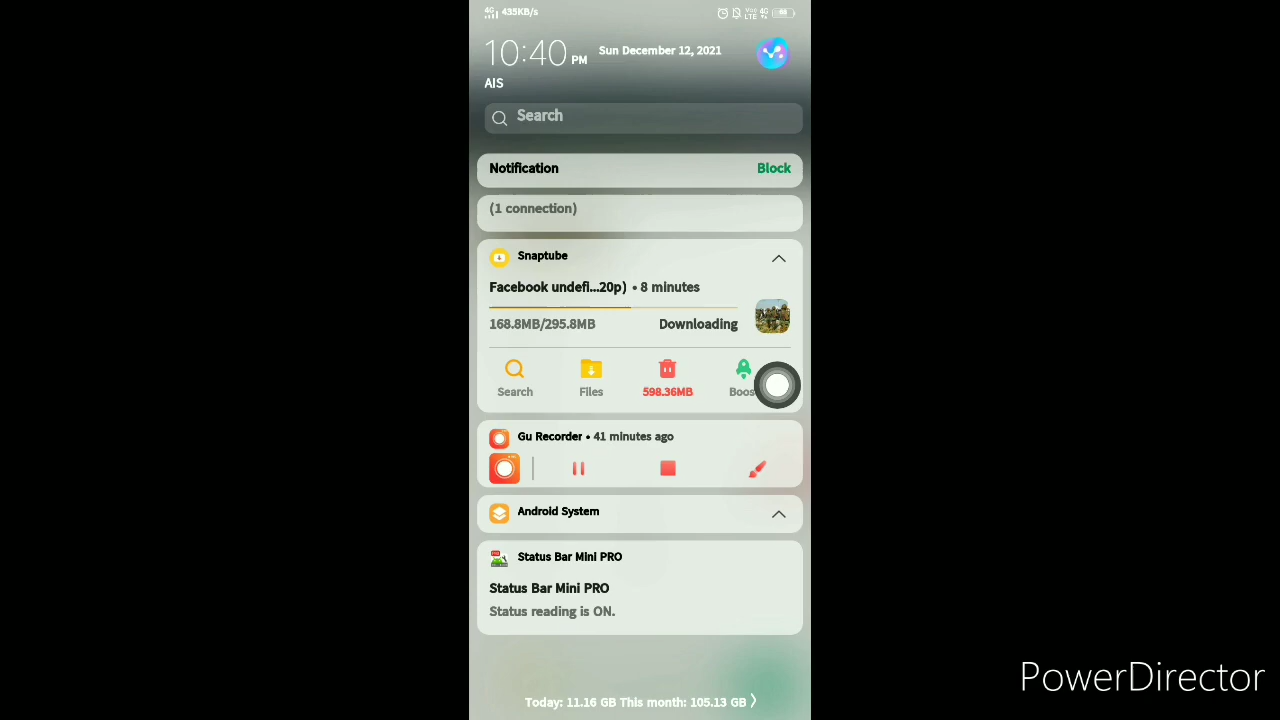 4G 435KB/s
VoLTE 4G
10:40 PM Sun December 12, 2021
AIS
Search
Notification Block
(1 connection)
Snaptube
Facebook undefi...20p) • 8 minutes
168.8MB/295.8MB Downloading
Search Files 598.36MB Boos
Gu Recorder • 41 minutes ago
Android System
Status Bar Mini PRO
Status Bar Mini PRO
Status reading is ON.
PowerDirector
Today: 11.16 GB This month: 105.13 GB